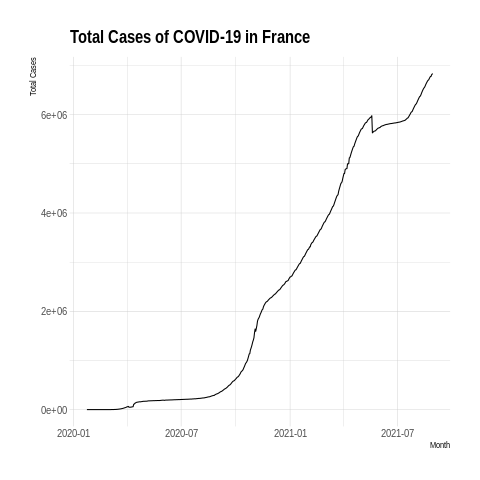 Total Cases of COVID-19 in France
Total Cases
6e+06
4e+06
2e+06
0e+00
2020-01 2020-07 2021-01 2021-07
Month